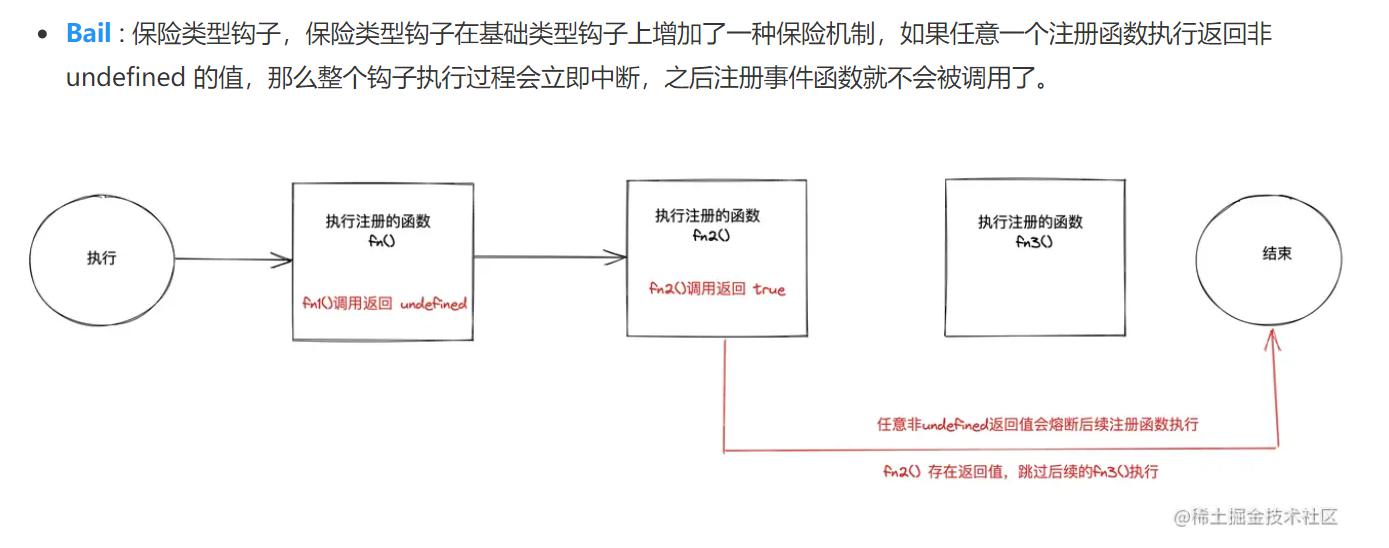 Bail : 保险类型钩子，保险类型钩子在基础类型钩子上增加了一种保险机制，如果任意一个注册函数执行返回非
undefined 的值，那么整个钩子执行过程会立即中断，之后注册事件函数就不会被调用了。
执行
执行注册的函数
fn()
fn1()调用返回 undefined
执行注册的函数
fn2()
fn2()调用返回 true
执行注册的函数
fn3()
结束
任意非undefined返回值会熔断后续注册函数执行
fn2() 存在返回值，跳过后续的fn3()执行
@稀土掘金技术社区